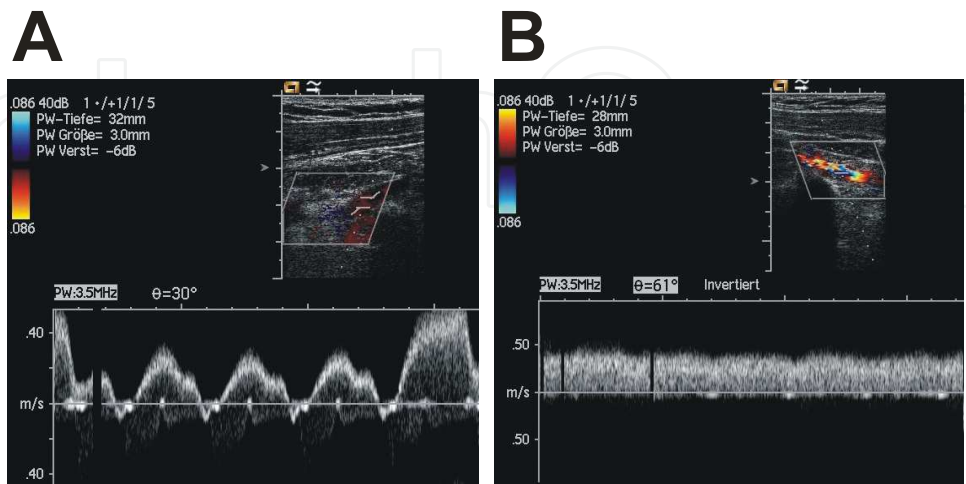 A
.086 40dB 1 +/+1/1/ 5
PW-Tiefe= 32mm
PW Größe= 3.0mm
PW Verst= -6dB
.086
PW:3.5MHz θ=30°
.40
m/s
.40
B
.086 40dB 1 +/+1/1/ 5
PW-Tiefe= 28mm
PW Größe= 3.0mm
PW Verst= -6dB
.086
PW:3.5MHz θ=61° Invertiert
.50
m/s
.50